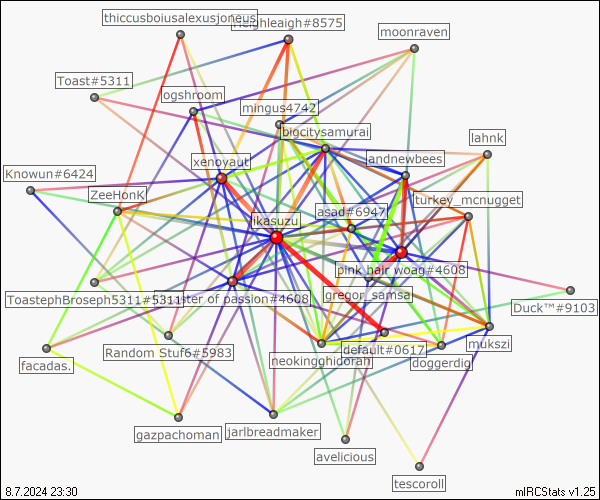 thiccusboiusalexusjoneus
Heighleaigh#8575
moonraven
Toast#5311
ogshroom
mingus4742
bigcitysamurai
lahnk
xenoyaut
andnewbees
Knowun#6424
ZeeHonk
turkey_mcnugget
asad#6947
ikasuzu
pink hair woag#4608
gregor_samsa
ToastephBroseph5311#5311
ster of passion#4608
Duck™#9103
default#0617
mukszi
Random Stuf6#5983
neokingghidorah
doggerdig
facadas.
gazpachoman
jarlbreadmaker
avelicious
tescoroll
8.7.2024 23:30
mIRCStats v1.25